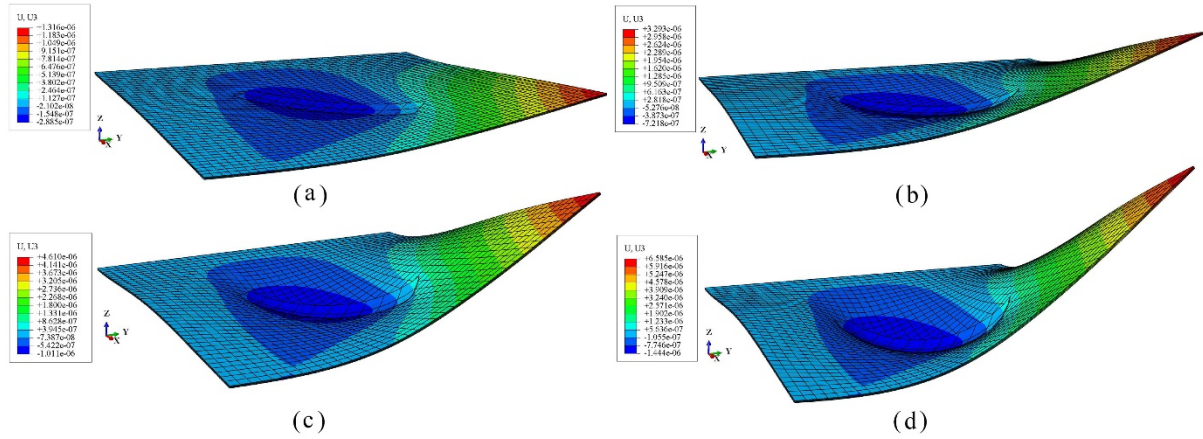 U, U3
+1.316e-06
+1.183e-06
+1.049e-06
+9.151e-07
+7.814e-07
+6.476e-07
+5.139e-07
+3.802e-07
+2.464e-07
+1.127e-07
-2.102e-08
-1.548e-07
-2.885e-07
Z
Y
X
(a)
U, U3
+3.293e-06
+2.958e-06
+2.624e-06
+2.289e-06
+1.954e-06
+1.620e-06
+1.285e-06
+9.509e-07
+6.163e-07
+2.818e-07
-5.276e-08
-3.873e-07
-7.218e-07
Z
Y
X
(b)
U, U3
+4.610e-06
+4.141e-06
+3.673e-06
+3.205e-06
+2.736e-06
+2.268e-06
+1.800e-06
+1.331e-06
+8.628e-07
+3.945e-07
-7.387e-08
-5.422e-07
-1.011e-06
Z
Y
X
(c)
U, U3
+6.585e-06
+5.916e-06
+5.247e-06
+4.578e-06
+3.909e-06
+3.240e-06
+2.571e-06
+1.902e-06
+1.233e-06
+5.636e-07
-1.055e-07
-7.746e-07
-1.444e-06
Z
Y
X
(d)